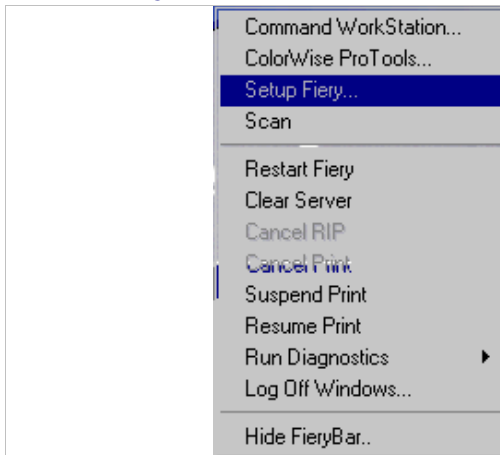 Command WorkStation...
ColorWise ProTools...
Setup Fiery...
Scan
Restart Fiery
Clear Server
Cancel RIP
Cancel Print
Suspend Print
Resume Print
Run Diagnostics
Log Off Windows...
Hide FieryBar..